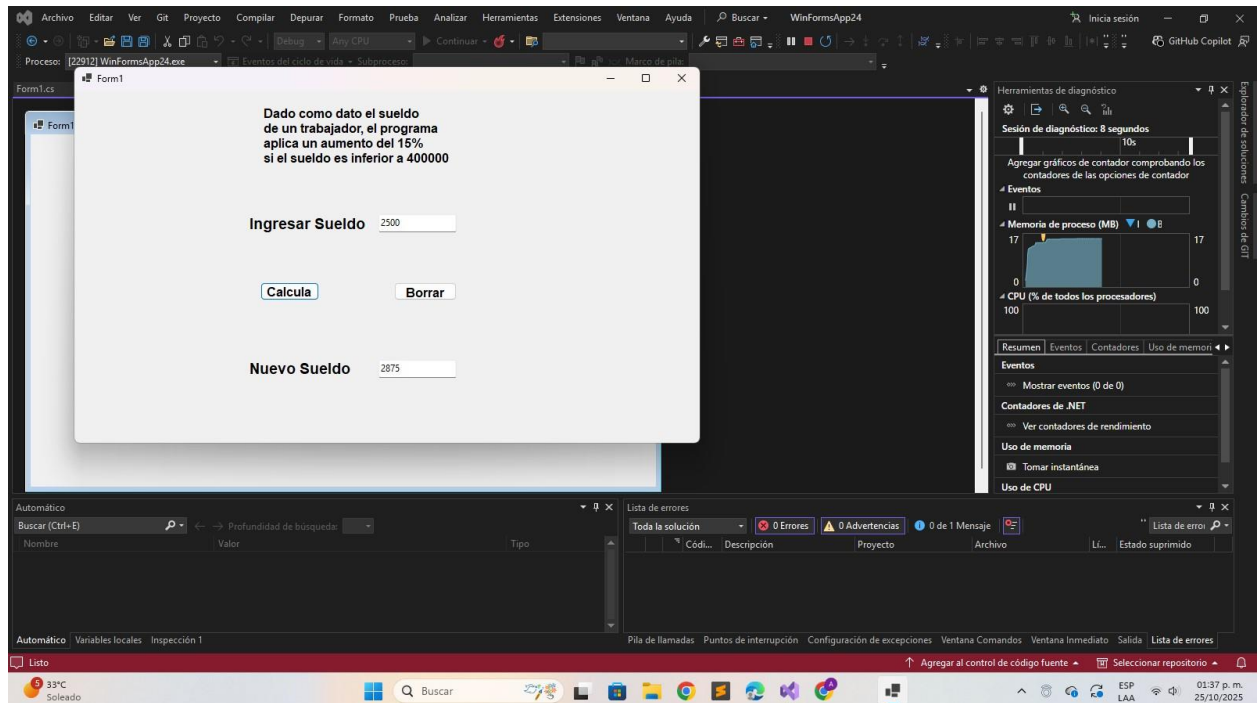 Archivo Editar Ver Git Proyecto Compilar Depurar Formato Prueba Analizar Herramientas Extensiones Ventana Ayuda Buscar WinFormsApp24 Inicia sesión
Debug Any CPU Continuar GitHub Copilot
Proceso: [22912] WinFormsApp24.exe Eventos del ciclo de vida Subproceso: Marco de pila:
Form1.cs
Form1
Form1
Dado como dato el sueldo
de un trabajador, el programa
aplica un aumento del 15%
si el sueldo es inferior a 400000
Ingresar Sueldo 2500
Calcula Borrar
Nuevo Sueldo 2875
Herramientas de diagnóstico
Sesión de diagnóstico: 8 segundos
10s
Agregar gráficos de contador comprobando los
contadores de las opciones de contador
Eventos
Memoria de proceso (MB)
17 17
0 0
CPU (% de todos los procesadores)
100 100
Resumen Eventos Contadores Uso de memori
Eventos
Mostrar eventos (0 de 0)
Contadores de .NET
Ver contadores de rendimiento
Uso de memoria
Tomar instantánea
Uso de CPU
Explorador de soluciones
Cambios de GIT
Automático
Buscar (Ctrl+E) Profundidad de búsqueda:
Nombre Valor Tipo
Automático Variables locales Inspección 1
Lista de errores
Toda la solución 0 Errores 0 Advertencias 0 de 1 Mensaje Lista de erro
Códi... Descripción Proyecto Archivo Lí... Estado suprimido
Pila de llamadas Puntos de interrupción Configuración de excepciones Ventana Comandos Ventana Inmediato Salida Lista de errores
Listo Agregar al control de código fuente Seleccionar repositorio
5 33°C
Soleado
Buscar
ESP
LAA
01:37 p. m.
25/10/2025